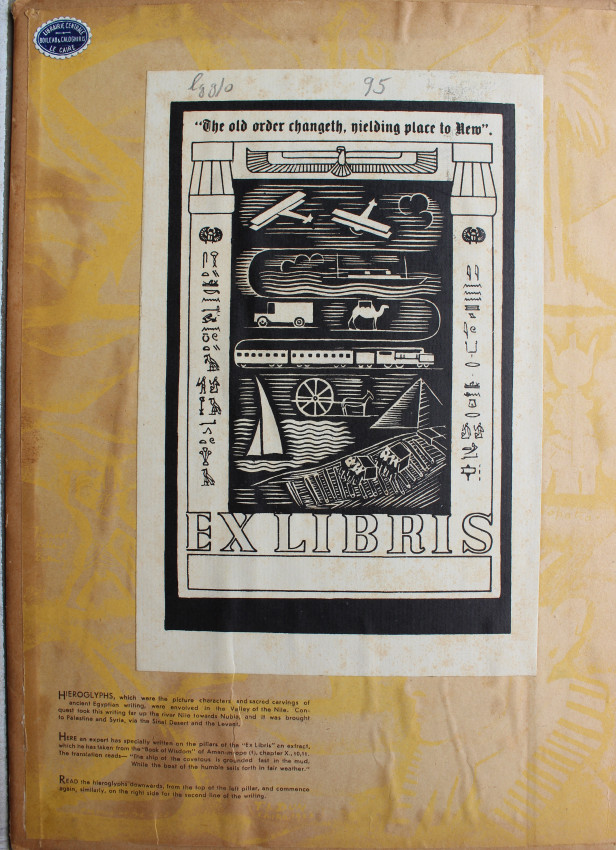 LIBRAIRIE CENTRALE
BOILEAU & CALOGHIRIS
LE CAIRE
95
"The old order changeth, yielding place to New".
EX LIBRIS
HIEROGLYPHS, which were the picture characters and sacred carvings of
ancient Egyptian writing, were envolved in the Valley of the Nile. Con-
quest took this writing far up the river Nile towards Nubia, and it was brought
to Palestine and Syria, via the Sinai Desert and the Levant.
HERE an expert has specially written on the pillars of the "Ex Libris" an extract,
which he has taken from the "Book of Wisdom" of Amen-mope (?), chapter X., 10,11.
The translation reads— "The ship of the covetous is grounded fast in the mud,
While the boat of the humble sails forth in fair weather."
READ the hieroglyphs downwards, from the top of the left pillar, and commence
again, similarly, on the right side for the second line of the writing.